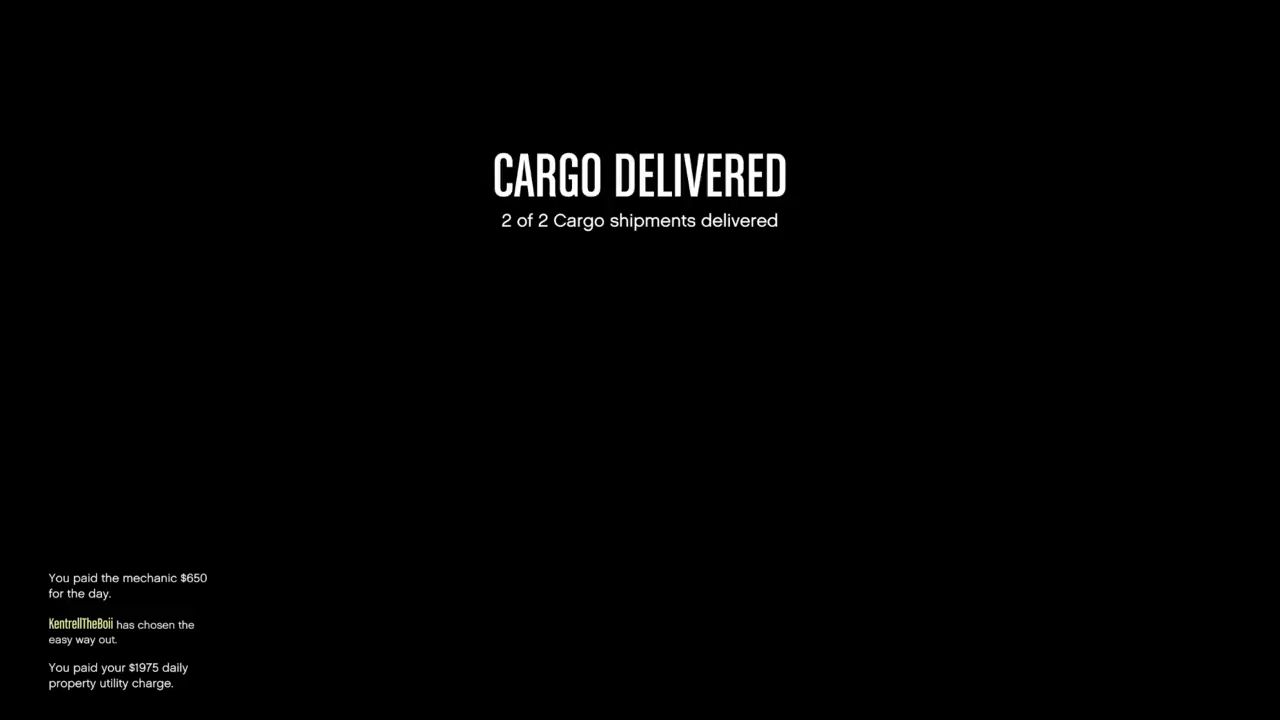 CARGO DELIVERED
2 of 2 Cargo shipments delivered
You paid the mechanic $650
for the day.
KentrellTheBoii has chosen the
easy way out.
You paid your $1975 daily
property utility charge.